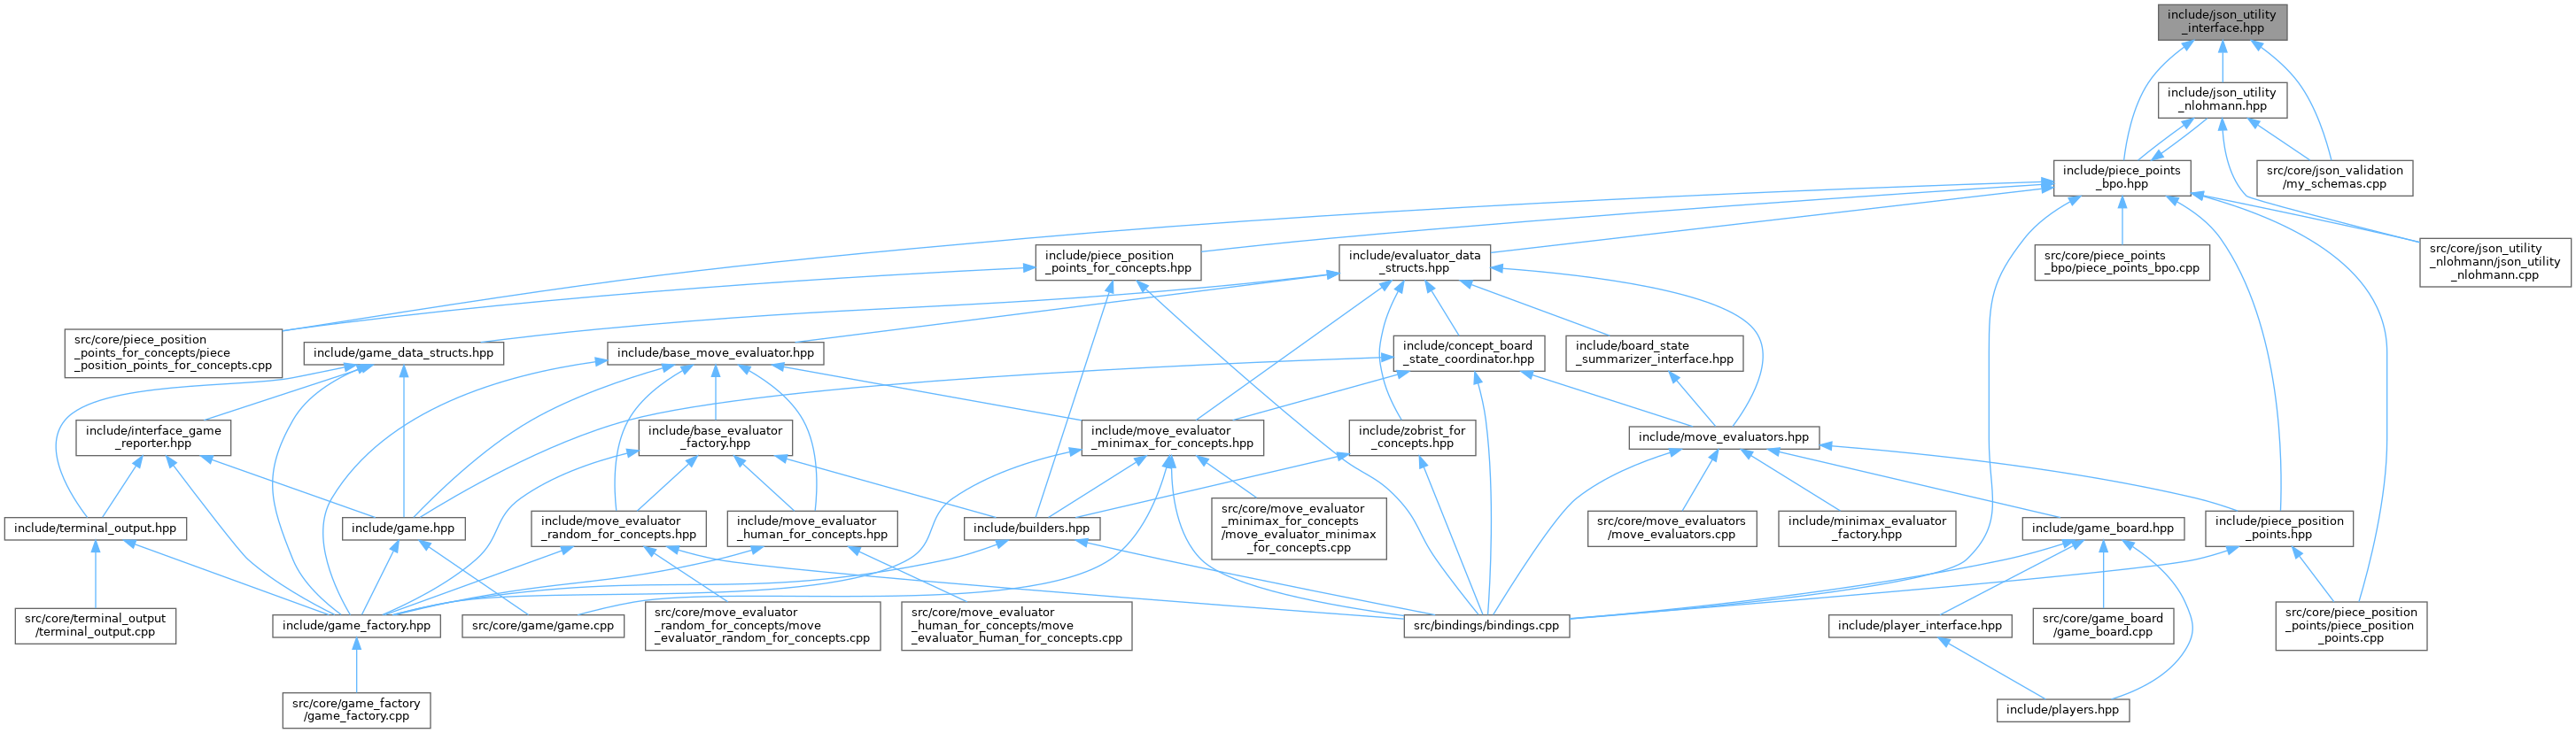 include/json_utility
_interface.hpp
include/json_utility
_nlohmann.hpp
include/piece_points
_bpo.hpp
src/core/json_validation
/my_schemas.cpp
include/piece_position
_points_for_concepts.hpp
include/evaluator_data
_structs.hpp
src/core/piece_points
_bpo/piece_points_bpo.cpp
src/core/json_utility
_nlohmann/json_utility
_nlohmann.cpp
src/core/piece_position
_points_for_concepts/piece
_position_points_for_concepts.cpp
include/game_data_structs.hpp
include/base_move_evaluator.hpp
include/concept_board
_state_coordinator.hpp
include/board_state
_summarizer_interface.hpp
include/interface_game
_reporter.hpp
include/base_evaluator
_factory.hpp
include/move_evaluator
_minimax_for_concepts.hpp
include/zobrist_for
_concepts.hpp
include/move_evaluators.hpp
include/terminal_output.hpp
include/game.hpp
include/move_evaluator
_random_for_concepts.hpp
include/move_evaluator
_human_for_concepts.hpp
include/builders.hpp
src/core/move_evaluator
_minimax_for_concepts
/move_evaluator_minimax
_for_concepts.cpp
src/core/move_evaluators
/move_evaluators.cpp
include/minimax_evaluator
_factory.hpp
include/game_board.hpp
include/piece_position
_points.hpp
src/core/terminal_output
/terminal_output.cpp
include/game_factory.hpp
src/core/game/game.cpp
src/core/move_evaluator
_random_for_concepts/move
_evaluator_random_for_concepts.cpp
src/core/move_evaluator
_human_for_concepts/move
_evaluator_human_for_concepts.cpp
src/bindings/bindings.cpp
include/player_interface.hpp
src/core/game_board
/game_board.cpp
src/core/piece_position
_points/piece_position
_points.cpp
src/core/game_factory
/game_factory.cpp
include/players.hpp